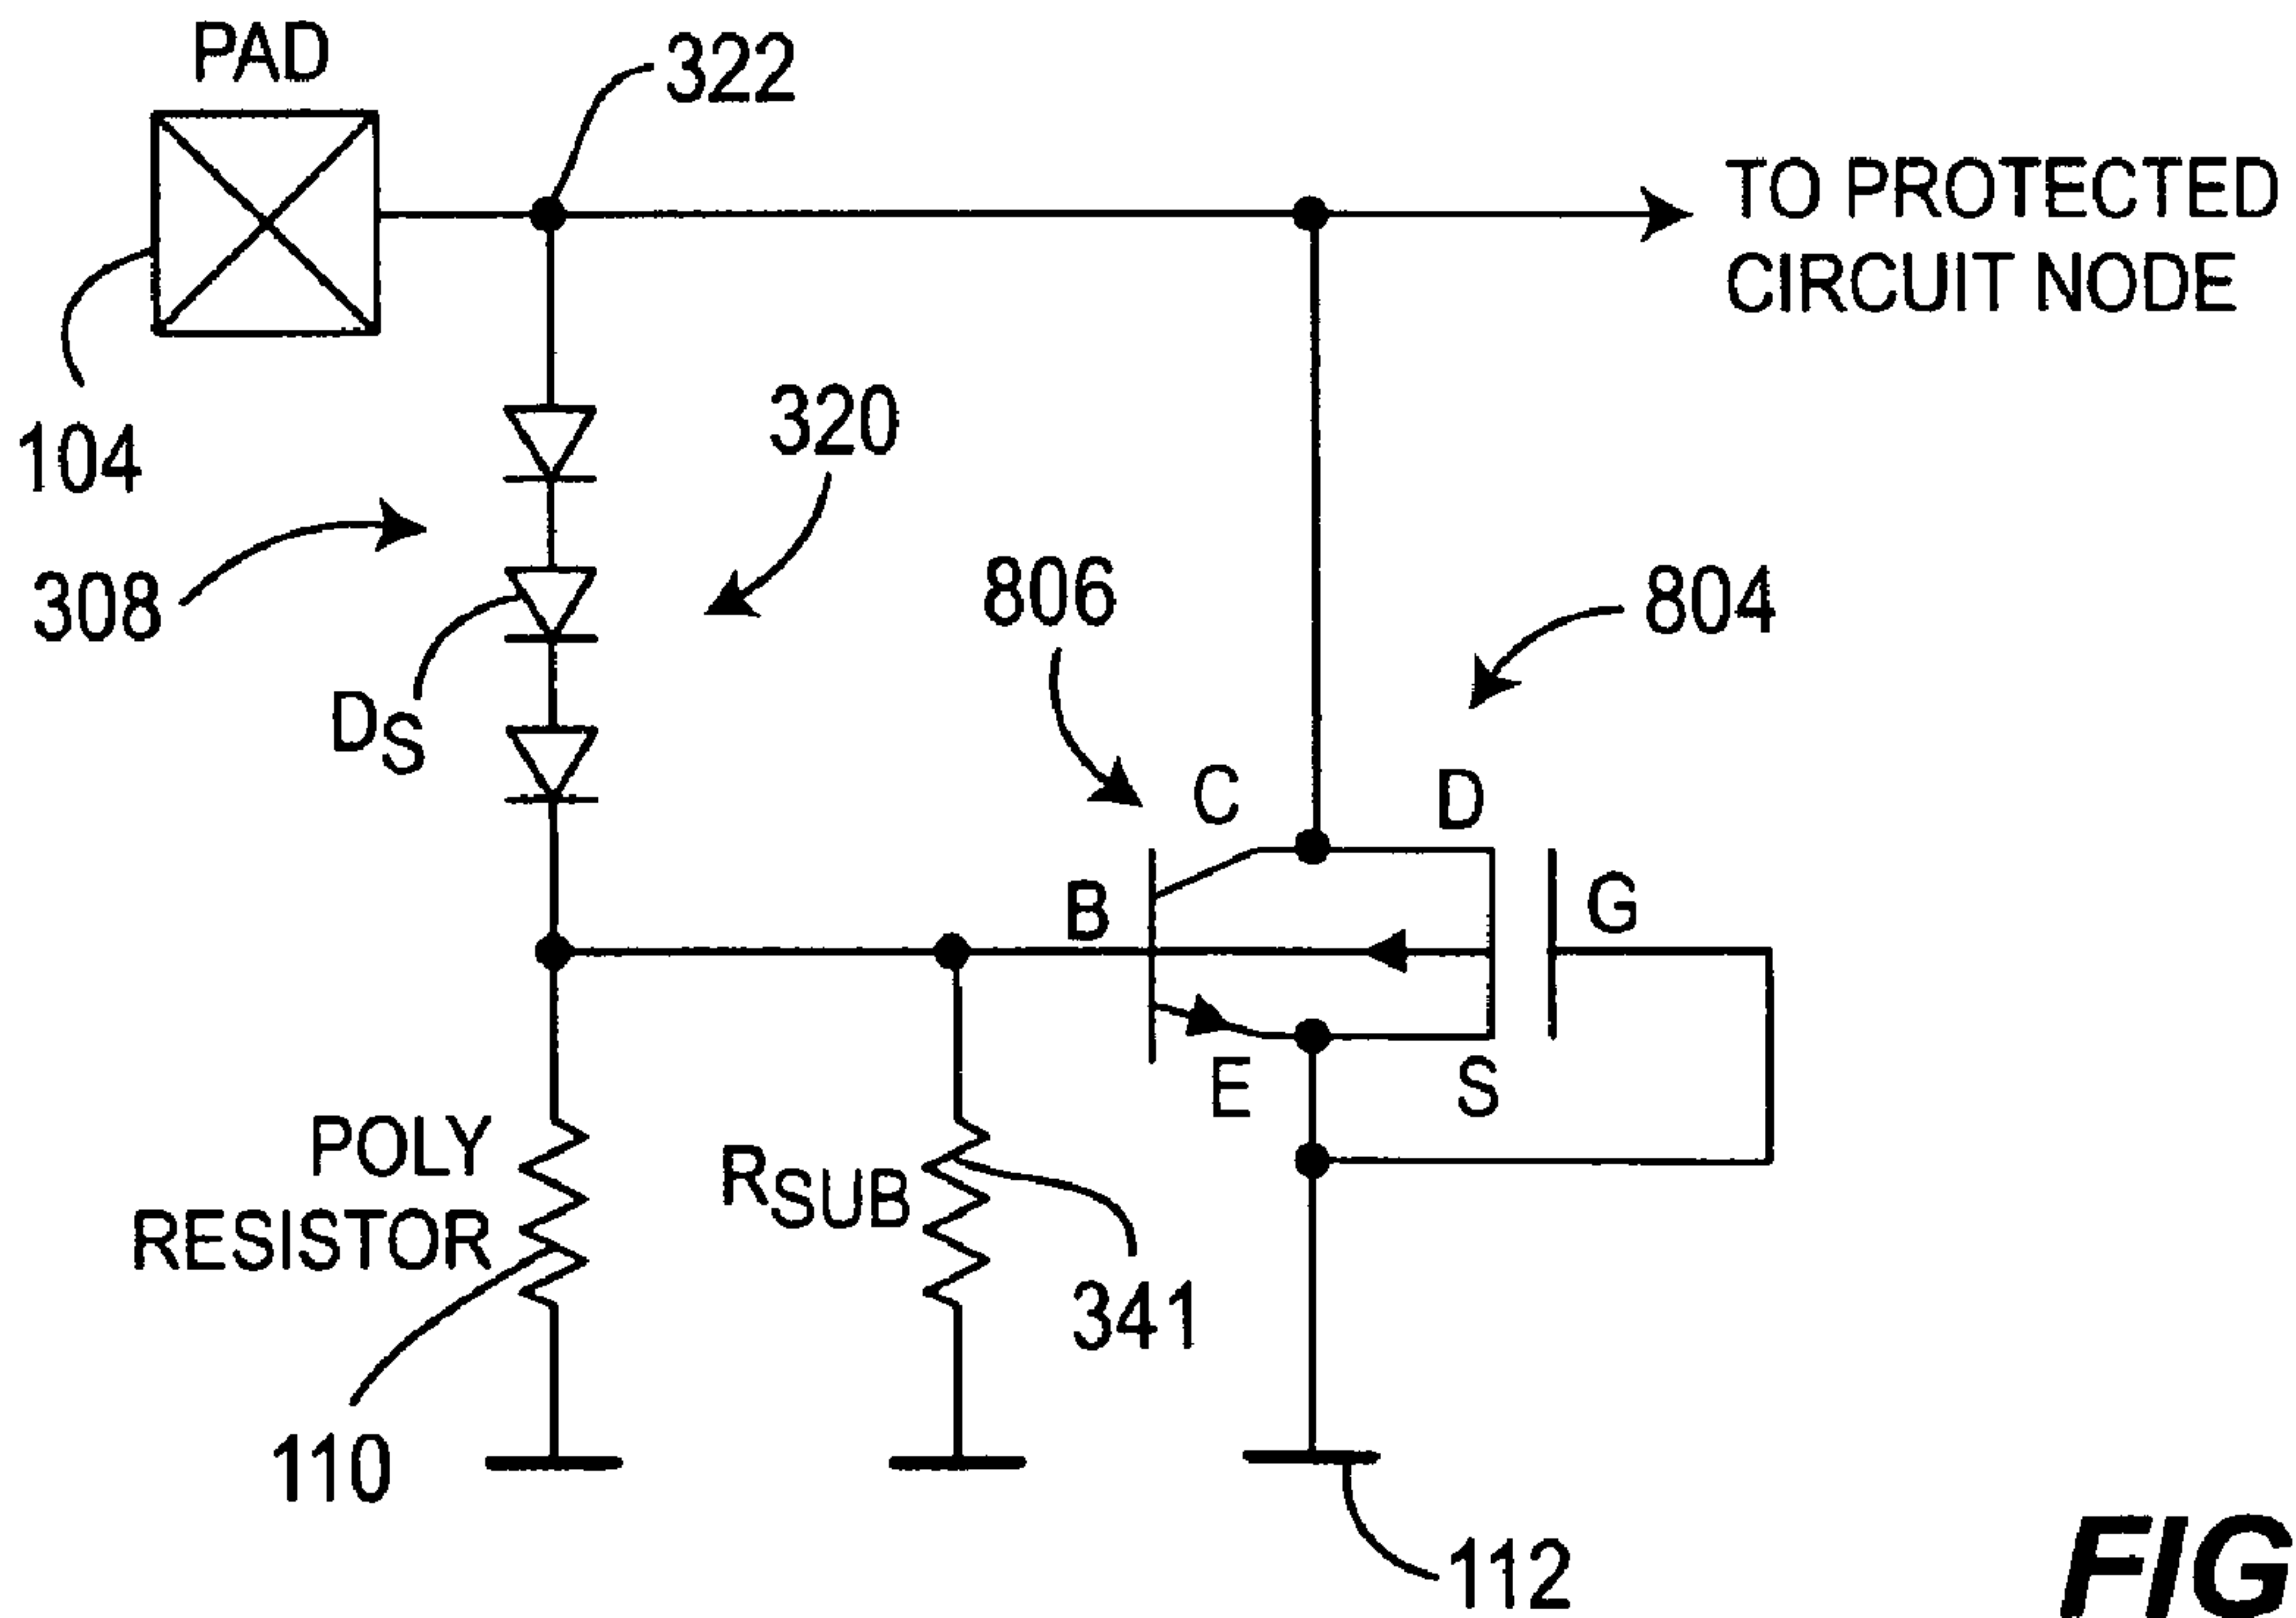 PAD
322
TO PROTECTED
CIRCUIT NODE
104
320
308
806
804
DS
C
D
B
G
E
S
POLY
RESISTOR
RSUB
341
110
112
FIG